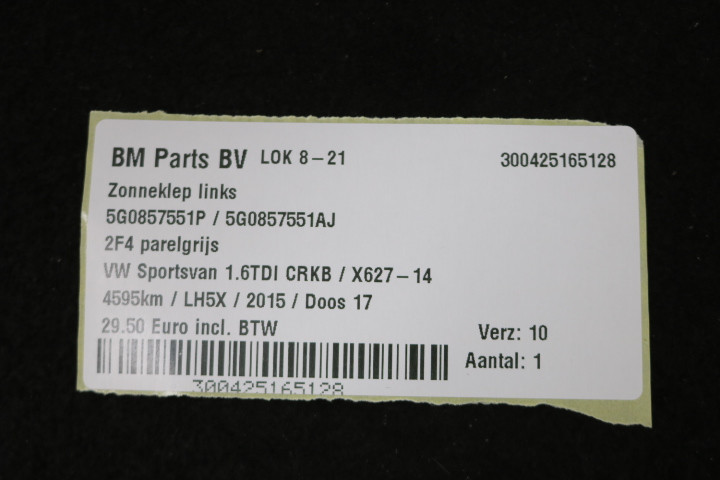 BM Parts BV LOK 8-21 300425165128
Zonneklep links
5G0857551P / 5G0857551AJ
2F4 parelgrijs
VW Sportsvan 1.6TDI CRKB / X627-14
4595km / LH5X / 2015 / Doos 17
29.50 Euro incl. BTW Verz: 10
Aantal: 1
300425165128